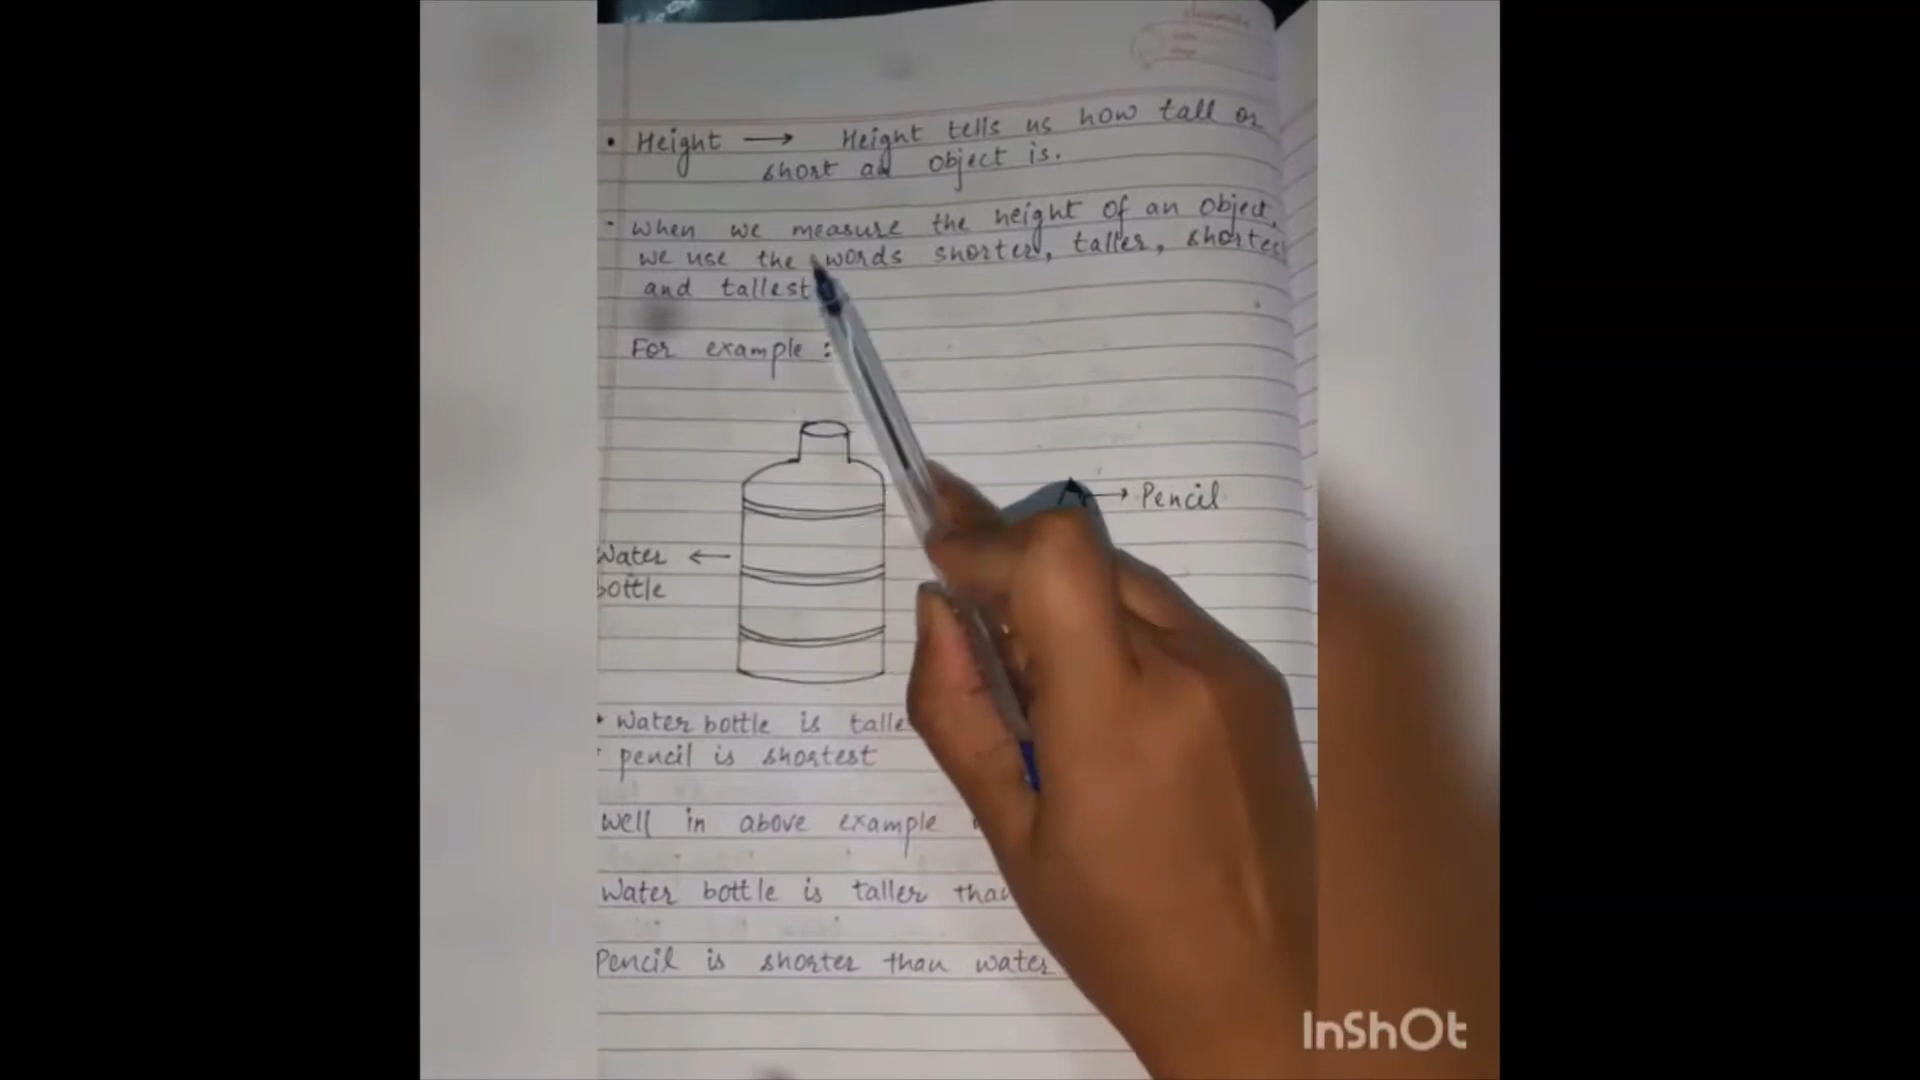 • Height → Height tells us how tall or
short an object is.
· When we measure the height of an object,
we use the words shorter, taller, shortes
and tallest
For example :
→ Pencil
Water ←
bottle
• Water bottle is talle
• pencil is shortest
Well in above example
Water bottle is taller than
Pencil is shorter than water
InShOt